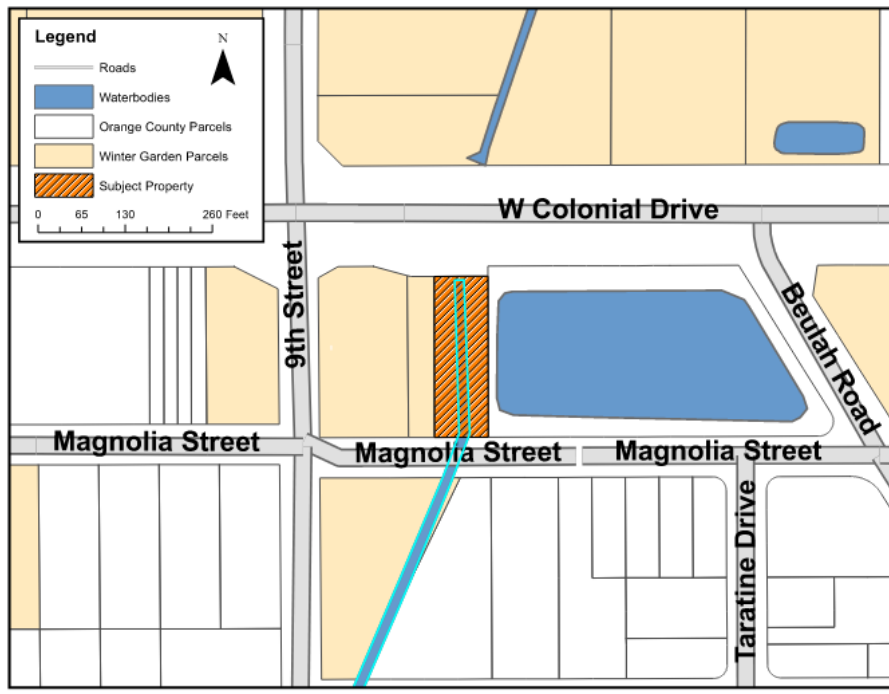 Legend
N
Roads
Waterbodies
Orange County Parcels
Winter Garden Parcels
Subject Property
0 65 130 260 Feet
W Colonial Drive
9th Street
Beulah Road
Magnolia Street
Magnolia Street
Magnolia Street
Taratine Drive